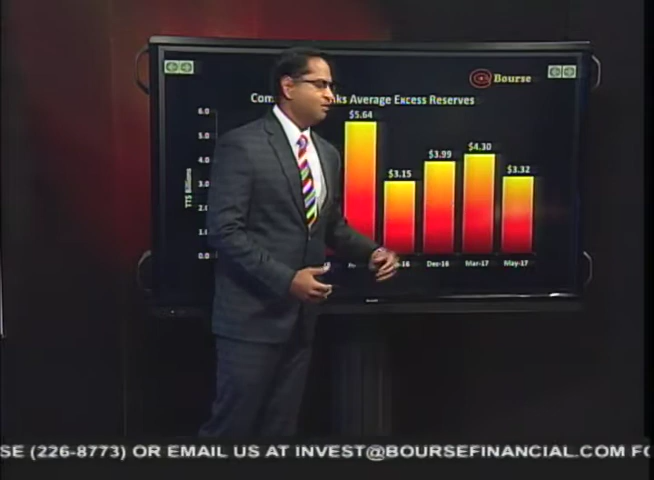 Bourse
Com ks Average Excess Reserves
6.0
$5.64
5.0
4.0
3.0
2.0
0.0
TT$ Billions
$3.15
$3.99
$4.30
$3.32
Dec-16
Mar-17
May-17
SE (226-8773) OR EMAIL US AT INVEST@BOURSEFINANCIAL.COM FO